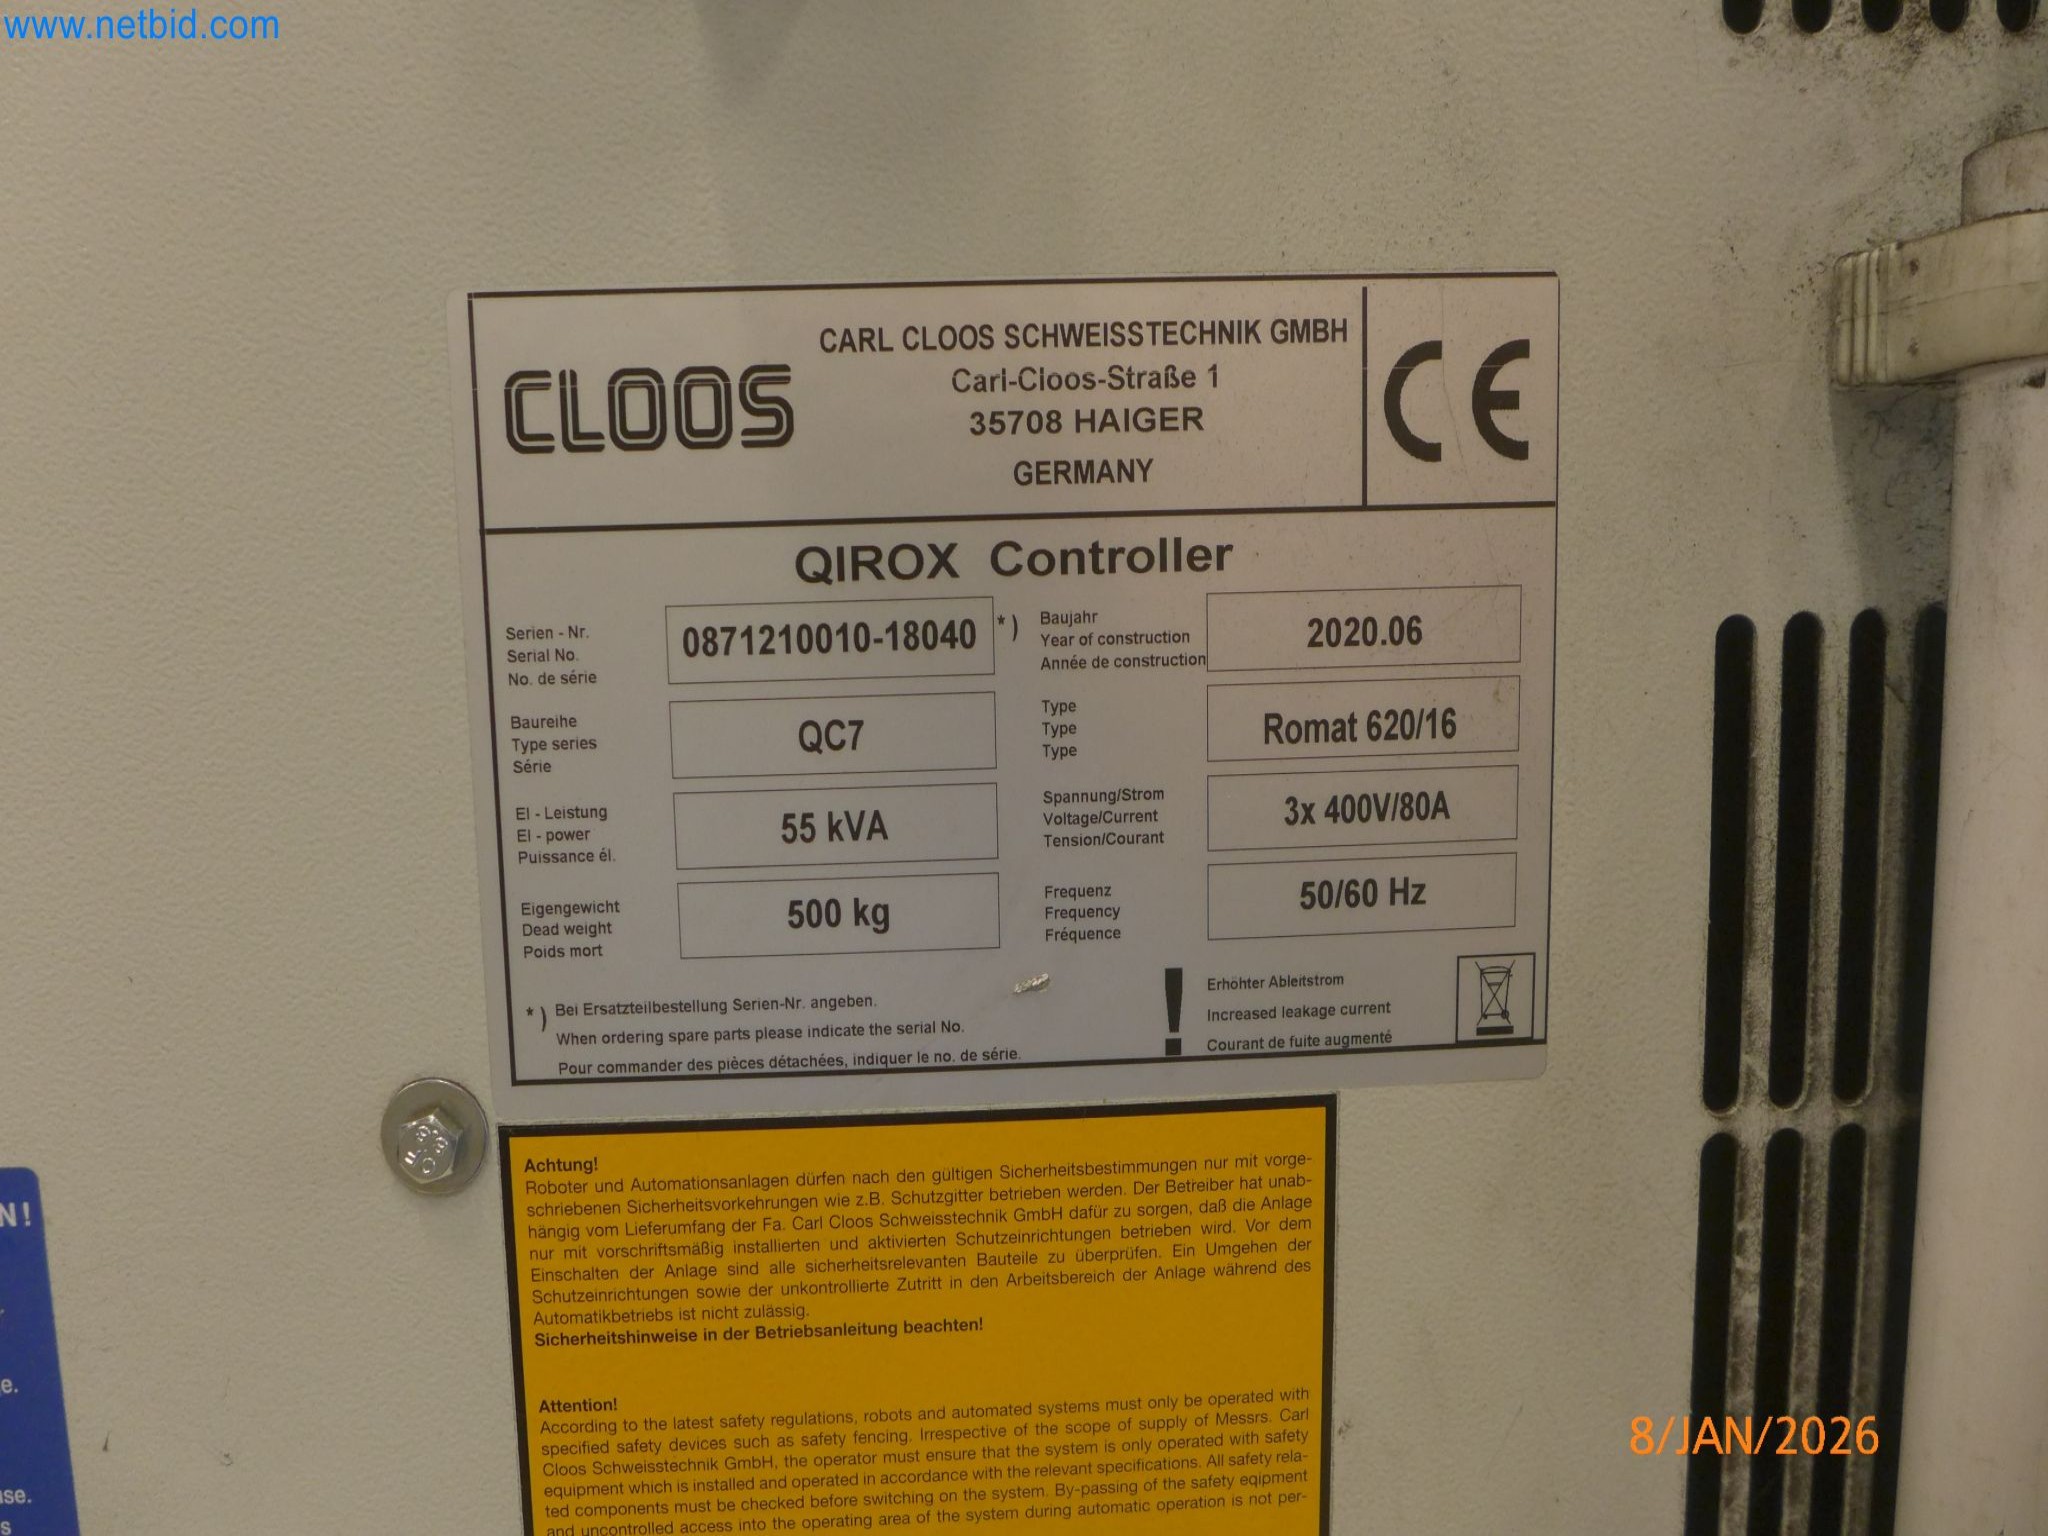 www.netbid.com
CLOOS
CARL CLOOS SCHWEISSTECHNIK GMBH
Carl-Cloos-Straße 1
35708 HAIGER
GERMANY
CE
QIROX Controller
Serien - Nr.
Serial No.
No. de série
0871210010-18040
*)
Baujahr
Year of construction
Année de construction
2020.06
Baureihe
Type series
Série
QC7
Type
Type
Type
Romat 620/16
El - Leistung
El - power
Puissance él.
55 kVA
Spannung/Strom
Voltage/Current
Tension/Courant
3x 400V/80A
Eigengewicht
Dead weight
Poids mort
500 kg
Frequenz
Frequency
Fréquence
50/60 Hz
*) Bei Ersatzteilbestellung Serien-Nr. angeben.
When ordering spare parts please indicate the serial No.
Pour commander des pièces détachées, indiquer le no. de série.
!
Erhöhter Ableitstrom
Increased leakage current
Courant de fuite augmenté
8.8
N!
e.
use.
s
Achtung!
Roboter und Automationsanlagen dürfen nach den gültigen Sicherheitsbestimmungen nur mit vorge-
schriebenen Sicherheitsvorkehrungen wie z.B. Schutzgitter betrieben werden. Der Betreiber hat unab-
hängig vom Lieferumfang der Fa. Carl Cloos Schweisstechnik GmbH dafür zu sorgen, daß die Anlage
nur mit vorschriftsmäßig installierten und aktivierten Schutzeinrichtungen betrieben wird. Vor dem
Einschalten der Anlage sind alle sicherheitsrelevanten Bauteile zu überprüfen. Ein Umgehen der
Schutzeinrichtungen sowie der unkontrollierte Zutritt in den Arbeitsbereich der Anlage während des
Automatikbetriebs ist nicht zulässig.
Sicherheitshinweise in der Betriebsanleitung beachten!
Attention!
According to the latest safety regulations, robots and automated systems must only be operated with
specified safety devices such as safety fencing. Irrespective of the scope of supply of Messrs. Carl
Cloos Schweisstechnik GmbH, the operator must ensure that the system is only operated with safety
equipment which is installed and operated in accordance with the relevant specifications. All safety rela-
ted components must be checked before switching on the system. By-passing of the safety eqipment
and uncontrolled access into the operating area of the system during automatic operation is not per-
8/JAN/2026